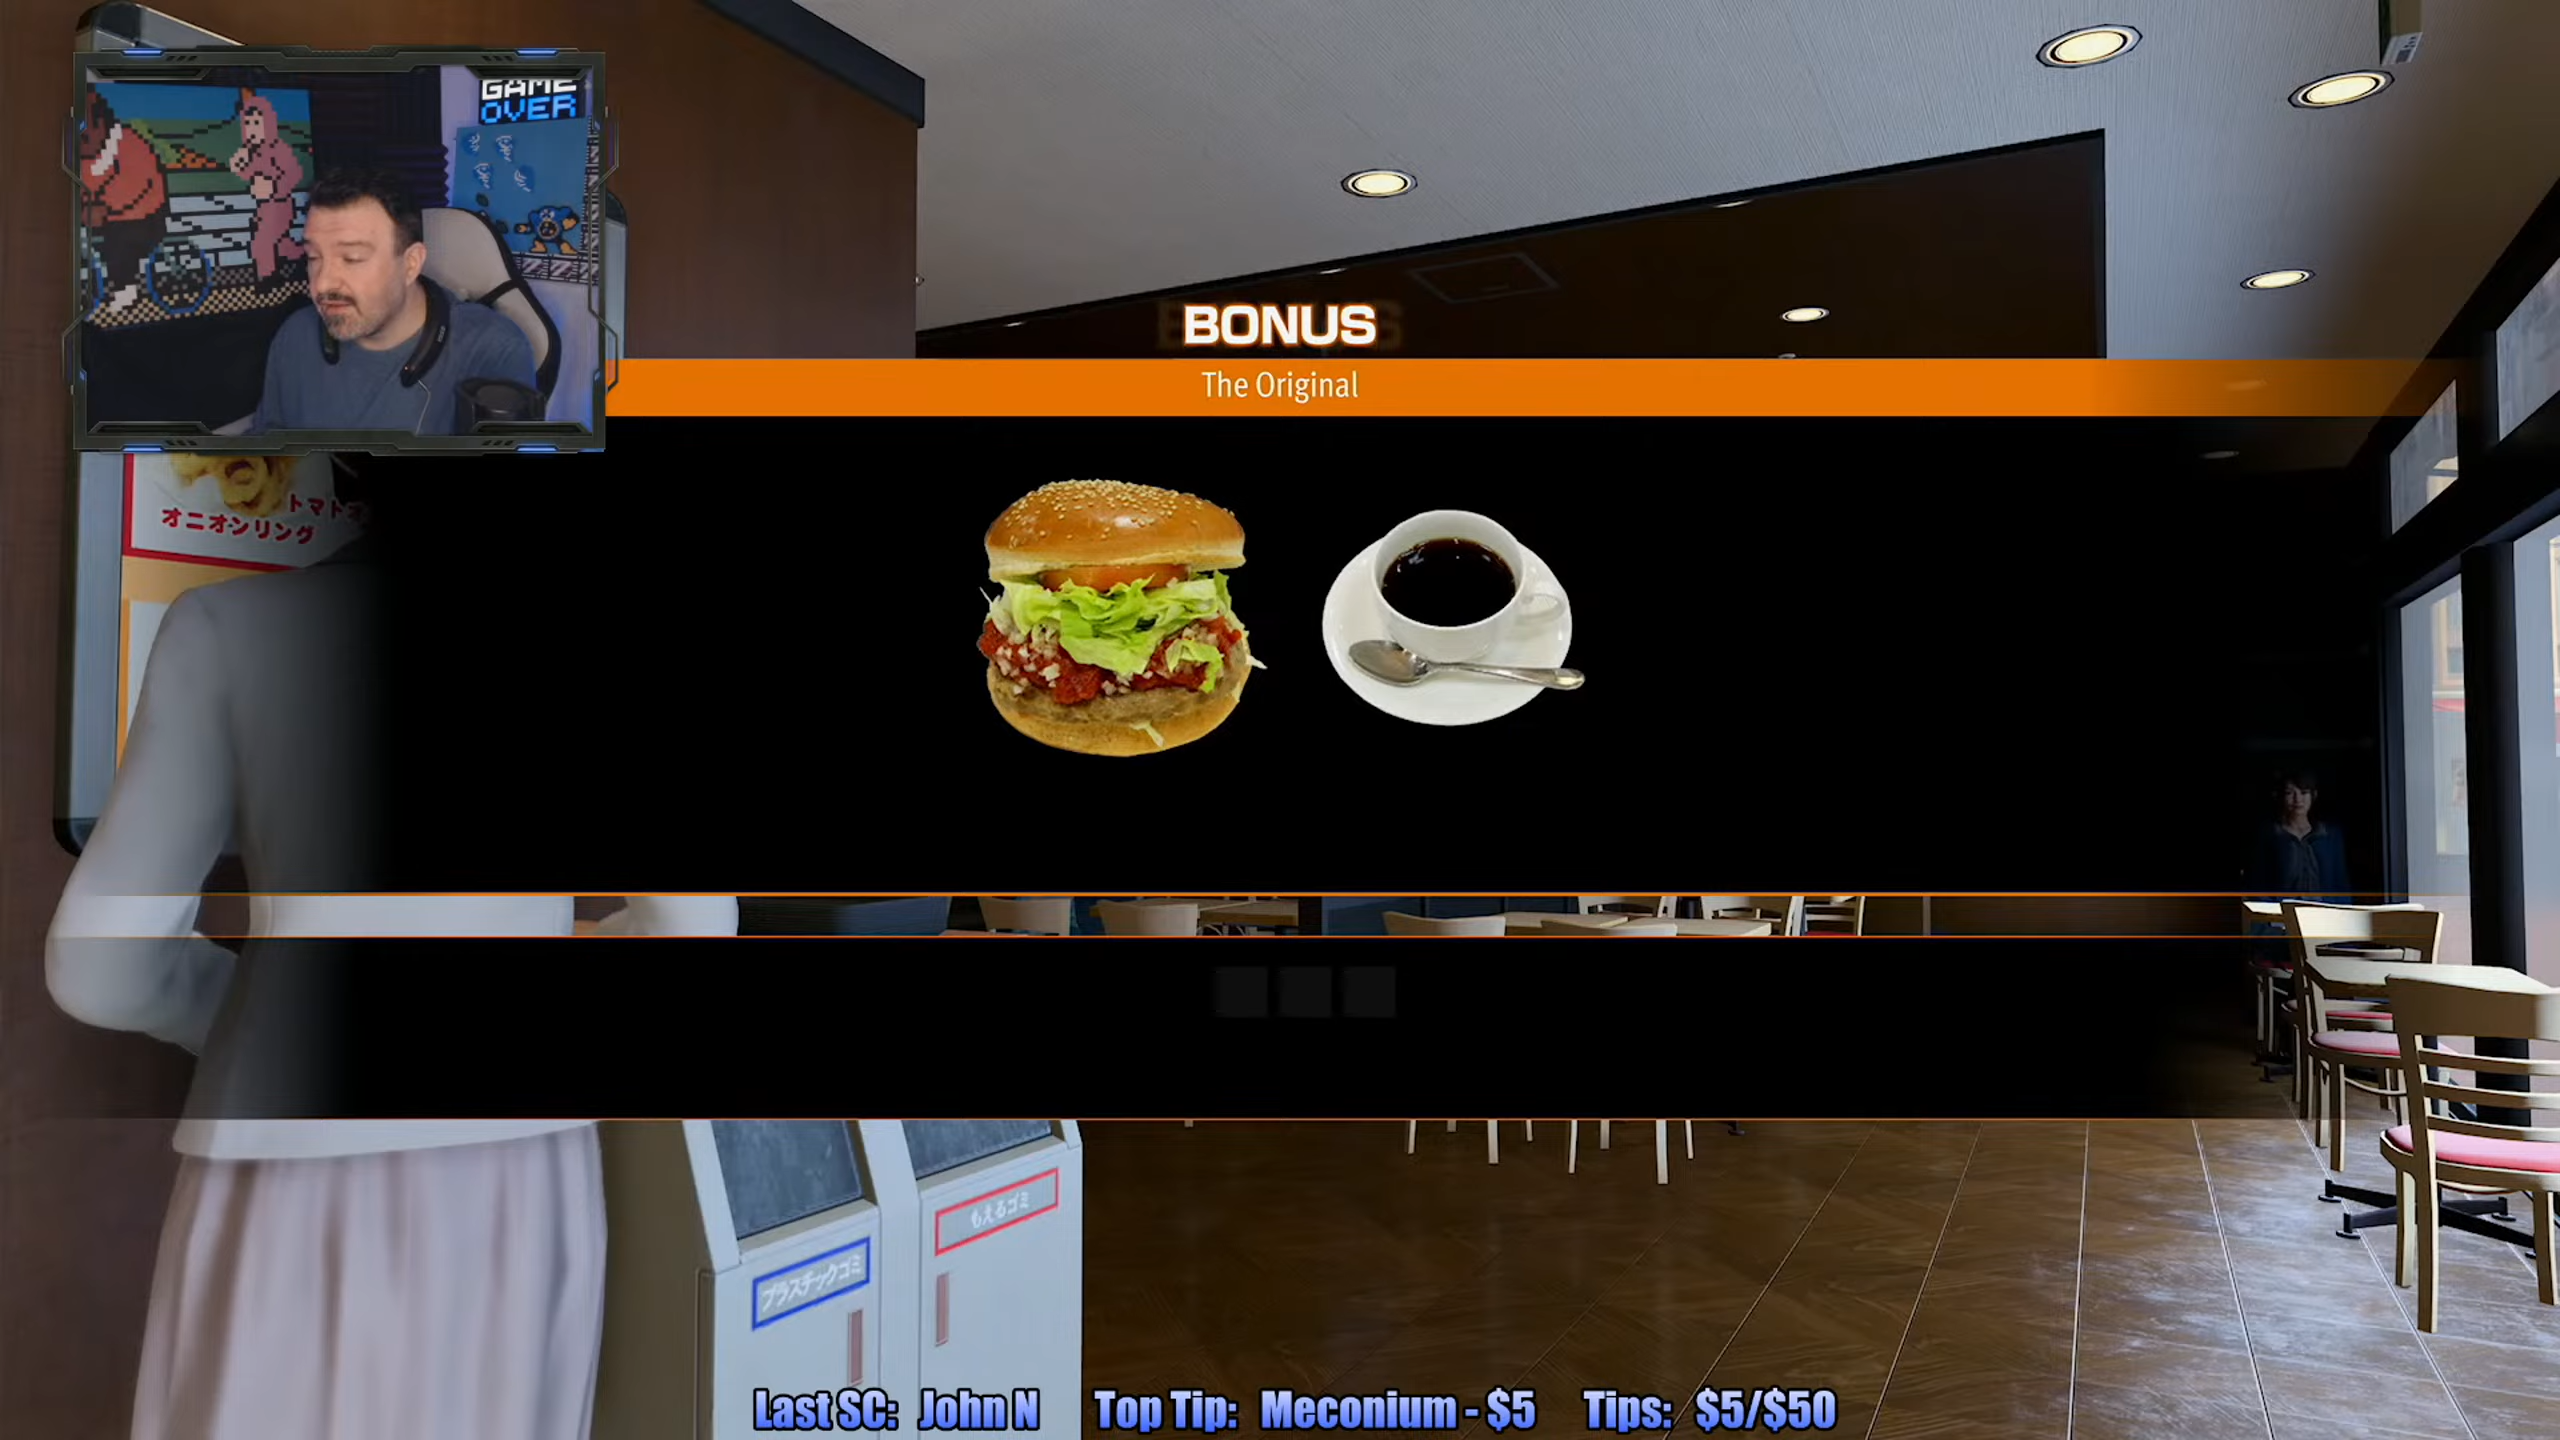 GAME
OVER
BONUS
The Original
トマトオ
オニオンリング
もえるゴミ
プラスチックゴミ
Last SC: John N Top Tip: Meconium - $5 Tips: $5/$50